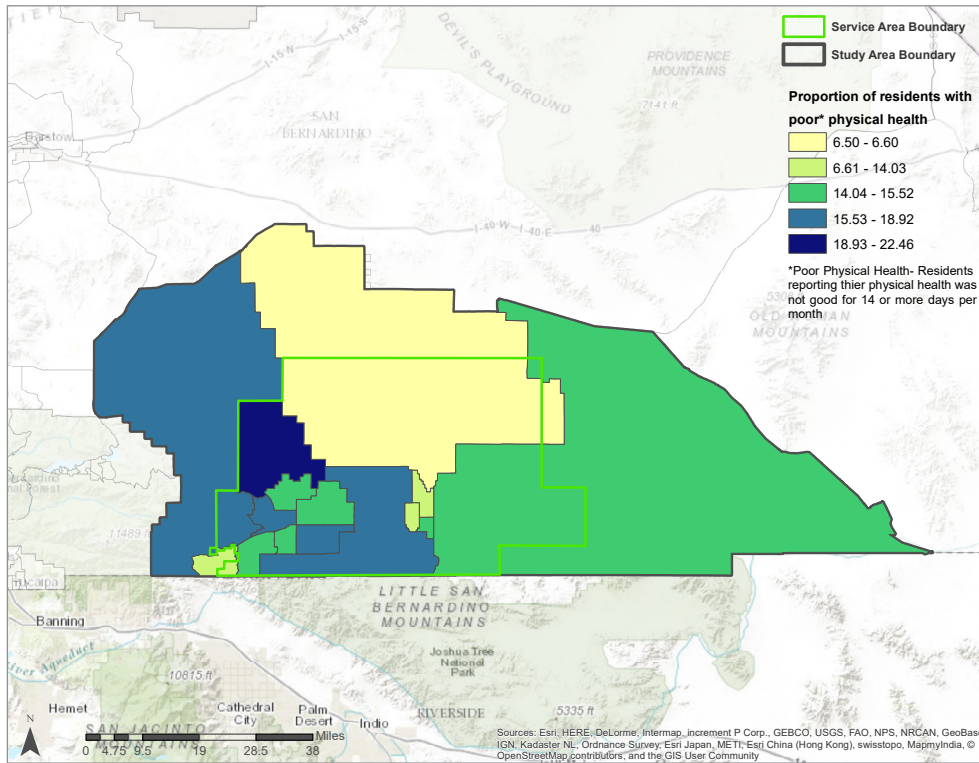 Service Area Boundary
Study Area Boundary
Proportion of residents with
poor* physical health
6.50 - 6.60
6.61 - 14.03
14.04 - 15.52
15.53 - 18.92
18.93 - 22.46
*Poor Physical Health- Residents
reporting thier physical health was
not good for 14 or more days per
month
DEVIL'S PLAYGROUND
PROVIDENCE
MOUNTAINS
7141 ft
I-15-N
I-15-S
SAN
BERNARDINO
Barstow
I-40-W
I-40-E
40
MOUNTAINS
11489 ft
Banning
LITTLE SAN
BERNARDINO
MOUNTAINS
Joshua Tree
National
Park
10815 ft
Hemet
Cathedral
City
Palm
Desert
Indio
RIVERSIDE
5335 ft
SAN JACINTO
MOUNTAINS
N
Miles
0 4.75 9.5 19 28.5 38
Sources: Esri, HERE, DeLorme, Intermap, increment P Corp., GEBCO, USGS, FAO, NPS, NRCAN, GeoBase,
IGN, Kadaster NL, Ordnance Survey, Esri Japan, METI, Esri China (Hong Kong), swisstopo, MapmyIndia, ©
OpenStreetMap contributors, and the GIS User Community